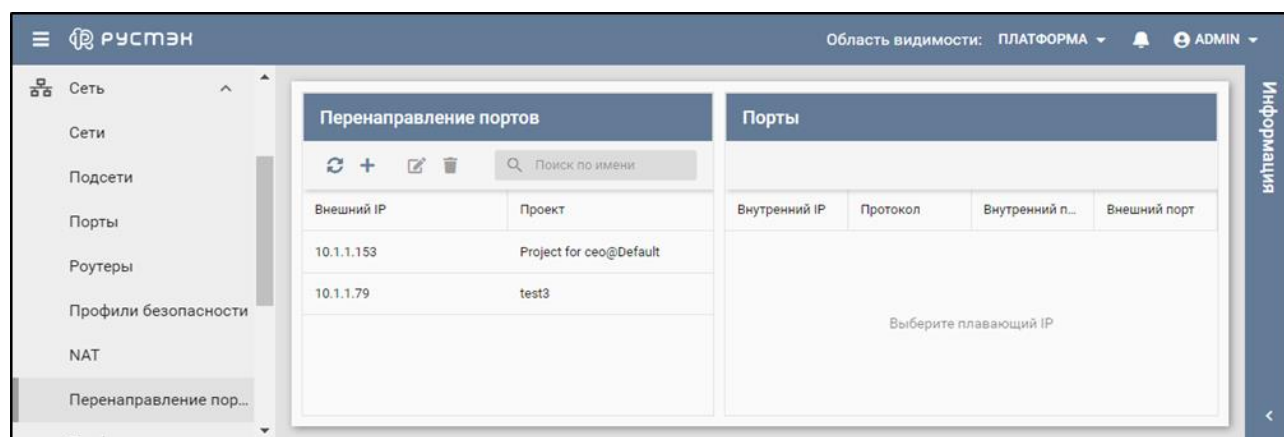 РУСТЭК
Область видимости: ПЛАТФОРМА ADMIN
Сеть
Сети
Подсети
Порты
Роутеры
Профили безопасности
NAT
Перенаправление пор...
Перенаправление портов
Поиск по имени
Внешний IP Проект
10.1.1.153 Project for ceo@Default
10.1.1.79 test3
Порты
Внутренний IP Протокол Внутренний п... Внешний порт
Выберите плавающий IP
Информация